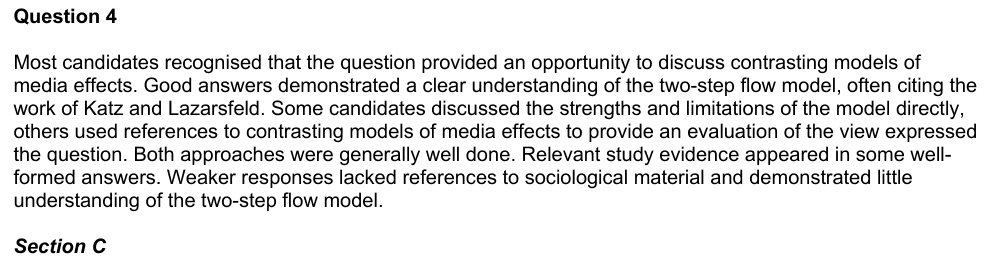 Question 4
Most candidates recognised that the question provided an opportunity to discuss contrasting models of
media effects. Good answers demonstrated a clear understanding of the two-step flow model, often citing the
work of Katz and Lazarsfeld. Some candidates discussed the strengths and limitations of the model directly,
others used references to contrasting models of media effects to provide an evaluation of the view expressed
the question. Both approaches were generally well done. Relevant study evidence appeared in some well-
formed answers. Weaker responses lacked references to sociological material and demonstrated little
understanding of the two-step flow model.
Section C